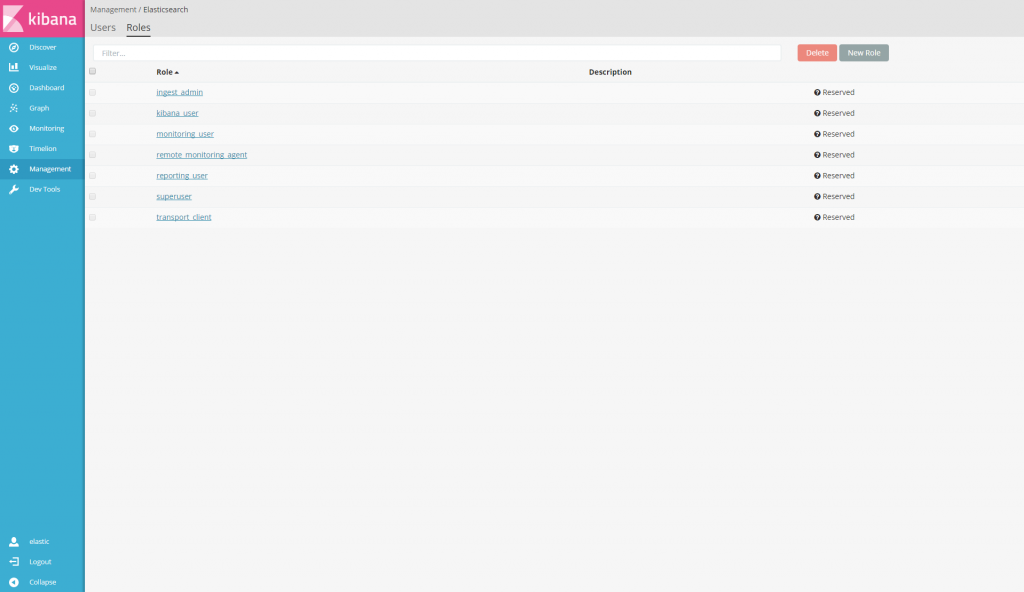 kibana
Discover
Visualize
Dashboard
Graph
Monitoring
Timelion
Management
Dev Tools
elastic
Logout
Collapse
Management / Elasticsearch
Users Roles
Filter...
Delete New Role
Role Description
ingest_admin Reserved
kibana_user Reserved
monitoring_user Reserved
remote_monitoring_agent Reserved
reporting_user Reserved
superuser Reserved
transport_client Reserved